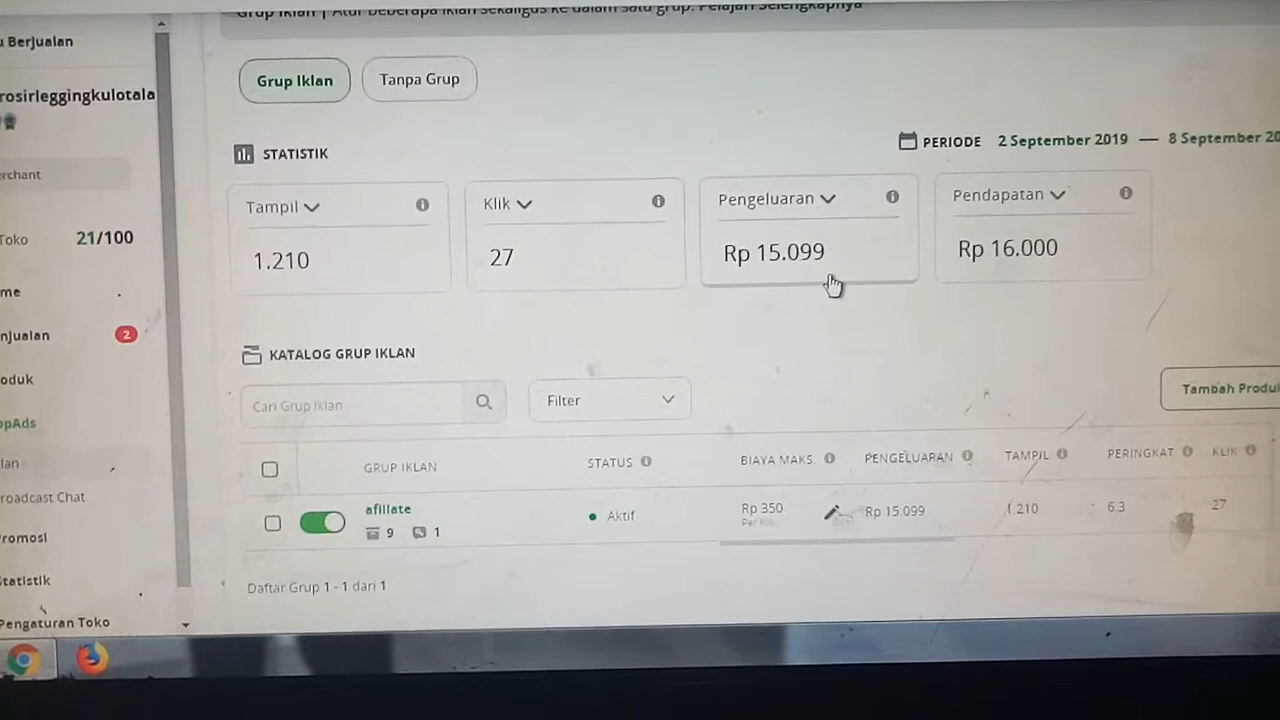 Grup Iklan | Atur beberapa iklan sekaligus ke dalam satu grup. Pelajari Selengkapnya
u Berjualan
Grup Iklan
Tanpa Grup
rosirleggingkulotala
STATISTIK
PERIODE 2 September 2019 — 8 September 20
erchant
Tampil
Klik
Pengeluaran
Pendapatan
Toko 21/100
1.210
27
Rp 15.099
Rp 16.000
me
njualan 2
KATALOG GRUP IKLAN
oduk
Cari Grup Iklan
Filter
Tambah Produ
opAds
lan
GRUP IKLAN
STATUS
BIAYA MAKS.
PENGELUARAN
TAMPIL
PERINGKAT
KLIK
roadcast Chat
afiliate
Aktif
Rp 350
Per Klik
Rp 15.099
1.210
6.3
27
9 1
romosi
Statistik
Daftar Grup 1 - 1 dari 1
Pengaturan Toko